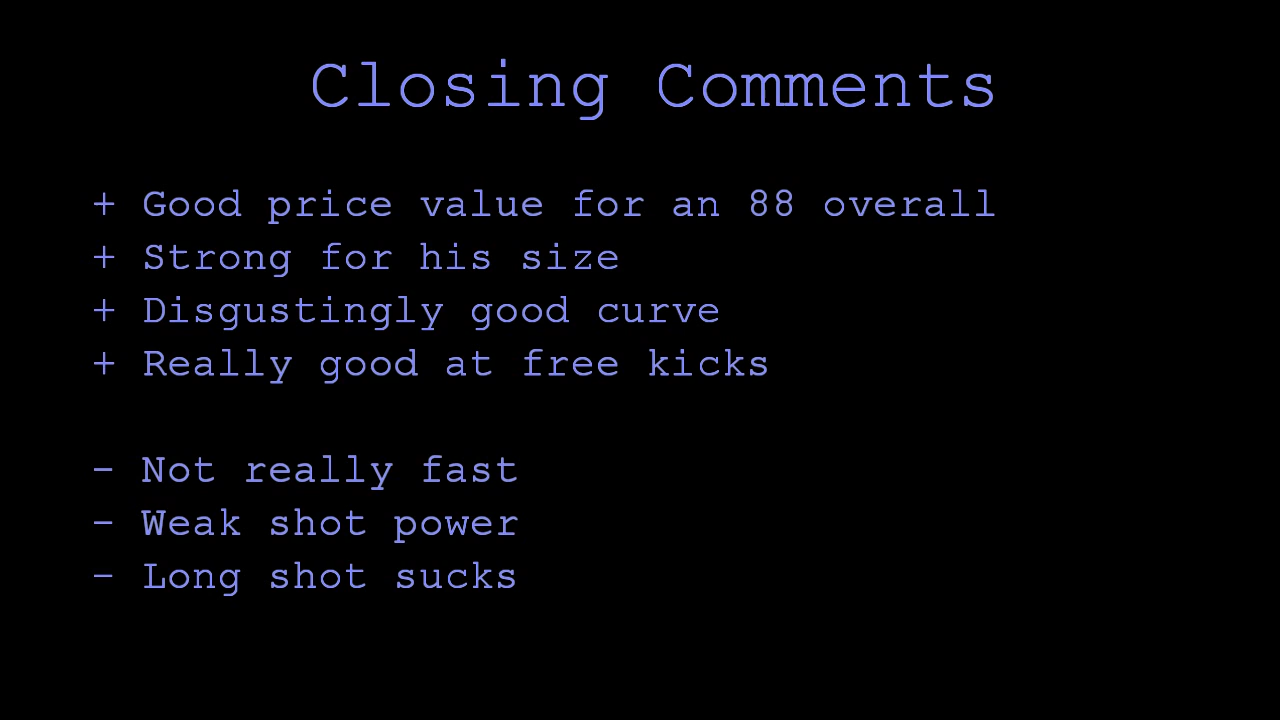 Closing Comments
+ Good price value for an 88 overall
+ Strong for his size
+ Disgustingly good curve
+ Really good at free kicks
- Not really fast
- Weak shot power
- Long shot sucks